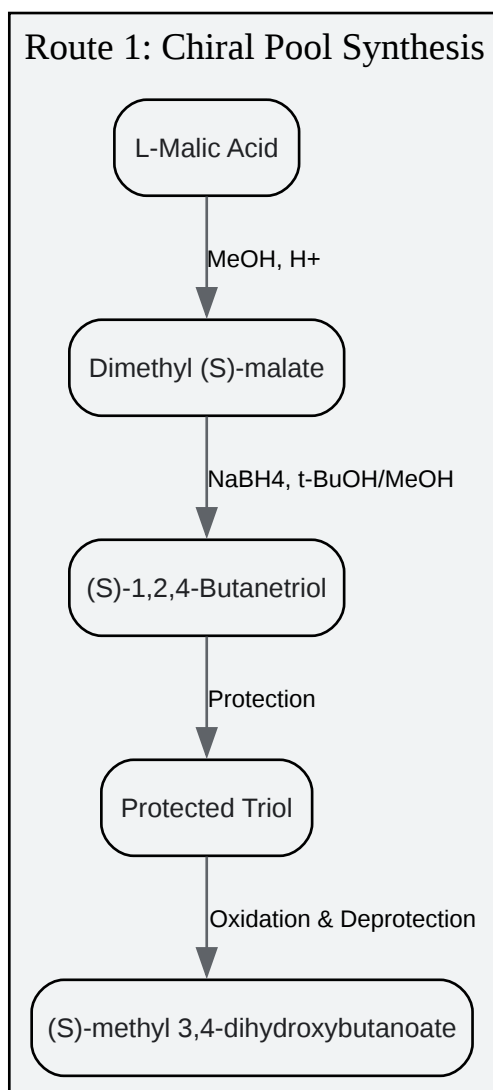 Route 1: Chiral Pool Synthesis
L-Malic Acid
MeOH, H+
Dimethyl (S)-malate
NaBH4, t-BuOH/MeOH
(S)-1,2,4-Butanetriol
Protection
Protected Triol
Oxidation & Deprotection
(S)-methyl 3,4-dihydroxybutanoate